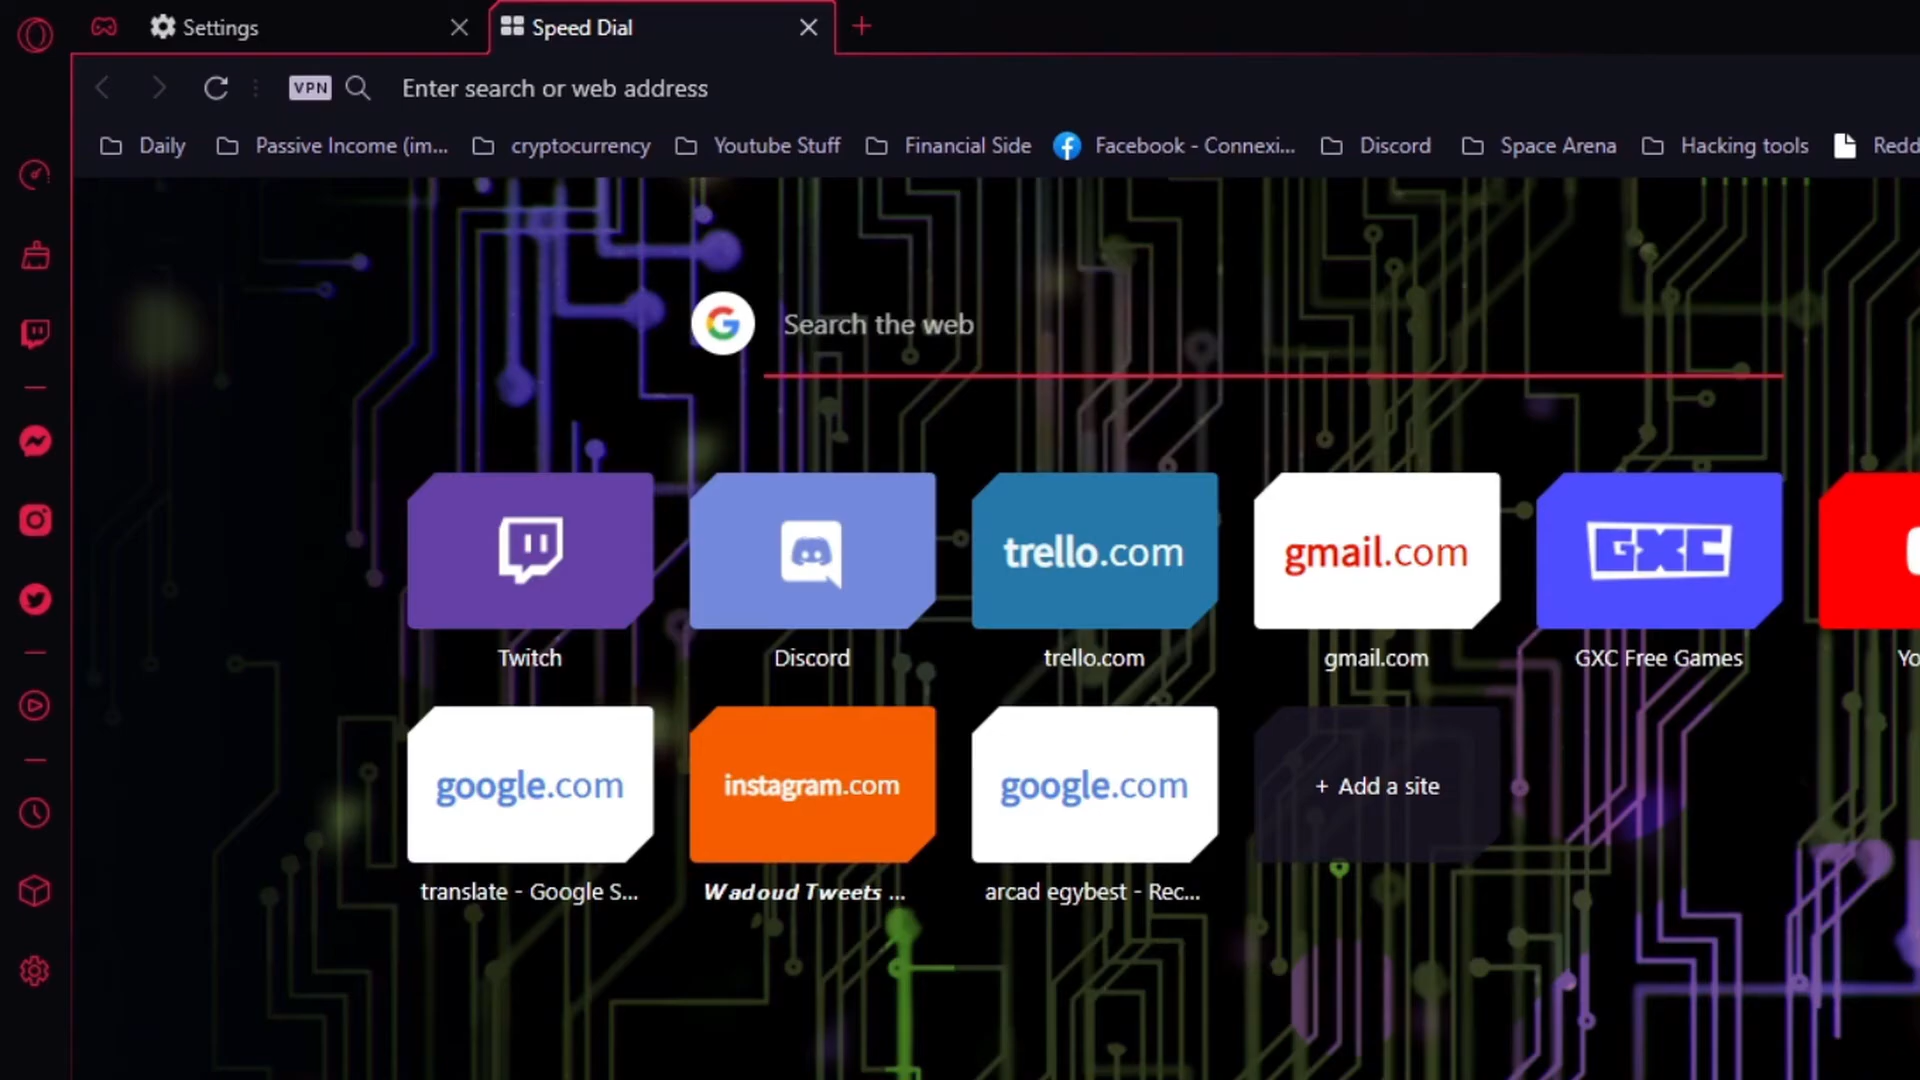 Settings
Speed Dial
VPN
Enter search or web address
Daily
Passive Income (im...
cryptocurrency
Youtube Stuff
Financial Side
Facebook - Connexi...
Discord
Space Arena
Hacking tools
Redd
Search the web
trello.com
gmail.com
GXC
Twitch
Discord
trello.com
gmail.com
GXC Free Games
Yo
google.com
instagram.com
google.com
+ Add a site
translate - Google S...
Wadoud Tweets ...
arcad egybest - Rec...